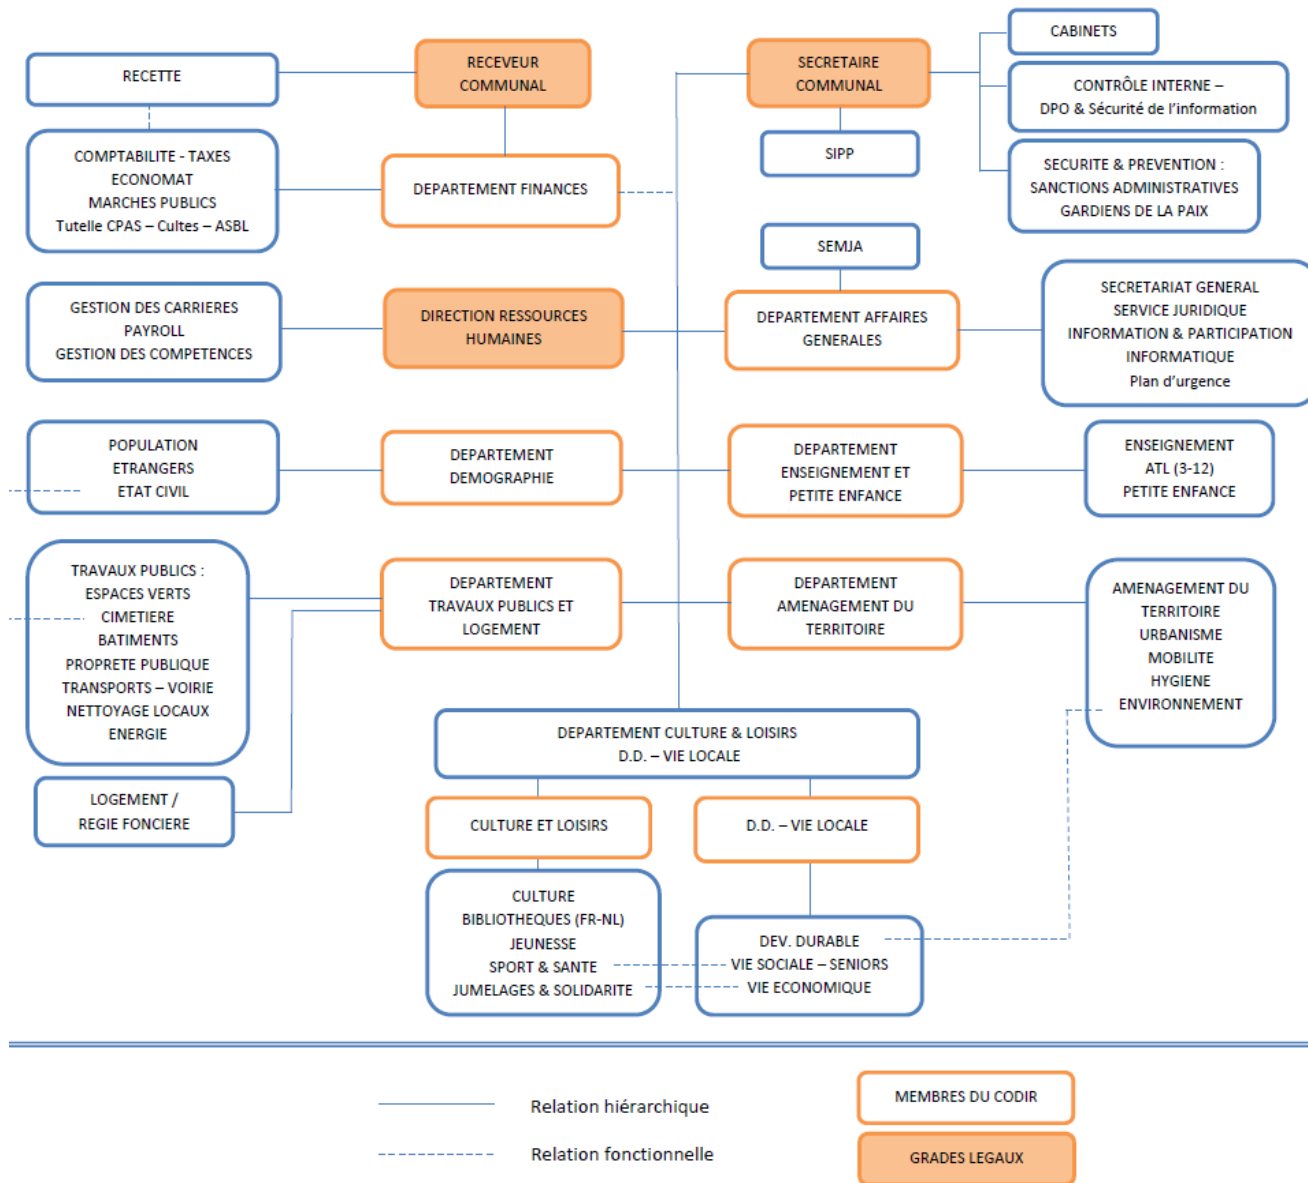 CABINETS
RECETTE
RECEVEUR
COMMUNAL
SECRETAIRE
COMMUNAL
CONTRÔLE INTERNE –
DPO & Sécurité de l'information
SIPP
SECURITE & PREVENTION :
SANCTIONS ADMINISTRATIVES
GARDIENS DE LA PAIX
COMPTABILITE - TAXES
ECONOMAT
MARCHES PUBLICS
Tutelle CPAS – Cultes – ASBL
DEPARTEMENT FINANCES
SEMJA
GESTION DES CARRIERES
PAYROLL
GESTION DES COMPETENCES
DIRECTION RESSOURCES
HUMAINES
DEPARTEMENT AFFAIRES
GENERALES
SECRETARIAT GENERAL
SERVICE JURIDIQUE
INFORMATION & PARTICIPATION
INFORMATIQUE
Plan d'urgence
POPULATION
ETRANGERS
ETAT CIVIL
DEPARTEMENT
DEMOGRAPHIE
DEPARTEMENT
ENSEIGNEMENT ET
PETITE ENFANCE
ENSEIGNEMENT
ATL (3-12)
PETITE ENFANCE
TRAVAUX PUBLICS :
ESPACES VERTS
CIMETIERE
BATIMENTS
PROPRETE PUBLIQUE
TRANSPORTS – VOIRIE
NETTOYAGE LOCAUX
ENERGIE
DEPARTEMENT
TRAVAUX PUBLICS ET
LOGEMENT
DEPARTEMENT
AMENAGEMENT DU
TERRITOIRE
AMENAGEMENT DU
TERRITOIRE
URBANISME
MOBILITE
HYGIENE
ENVIRONNEMENT
DEPARTEMENT CULTURE & LOISIRS
D.D. – VIE LOCALE
LOGEMENT /
REGIE FONCIERE
CULTURE ET LOISIRS
D.D. – VIE LOCALE
CULTURE
BIBLIOTHEQUES (FR-NL)
JEUNESSE
SPORT & SANTE
JUMELAGES & SOLIDARITE
DEV. DURABLE
VIE SOCIALE – SENIORS
VIE ECONOMIQUE
Relation hiérarchique
MEMBRES DU CODIR
Relation fonctionnelle
GRADES LEGAUX